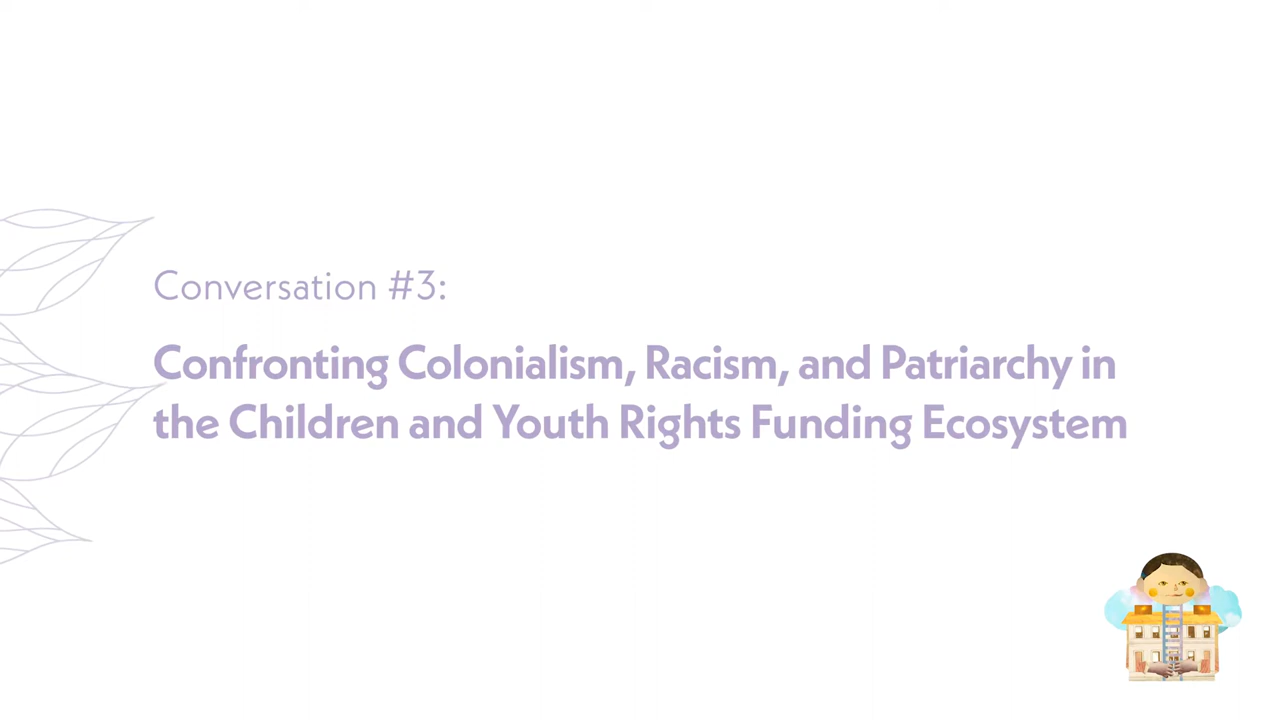 Conversation #3:
Confronting Colonialism, Racism, and Patriarchy in
the Children and Youth Rights Funding Ecosystem